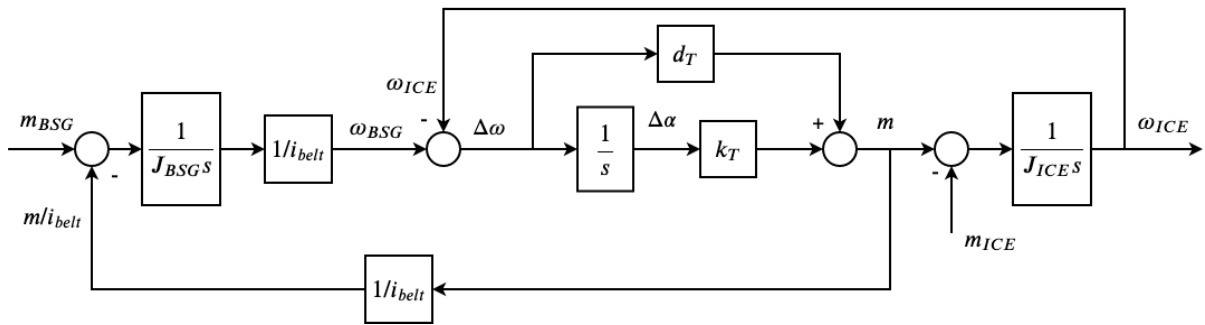 d_T
ω_ICE
m_BSG
1
J_BSG s
1/i_belt
ω_BSG
-
Δω
1
s
Δα
k_T
+
m
-
1
J_ICE s
ω_ICE
-
m/i_belt
m_ICE
1/i_belt